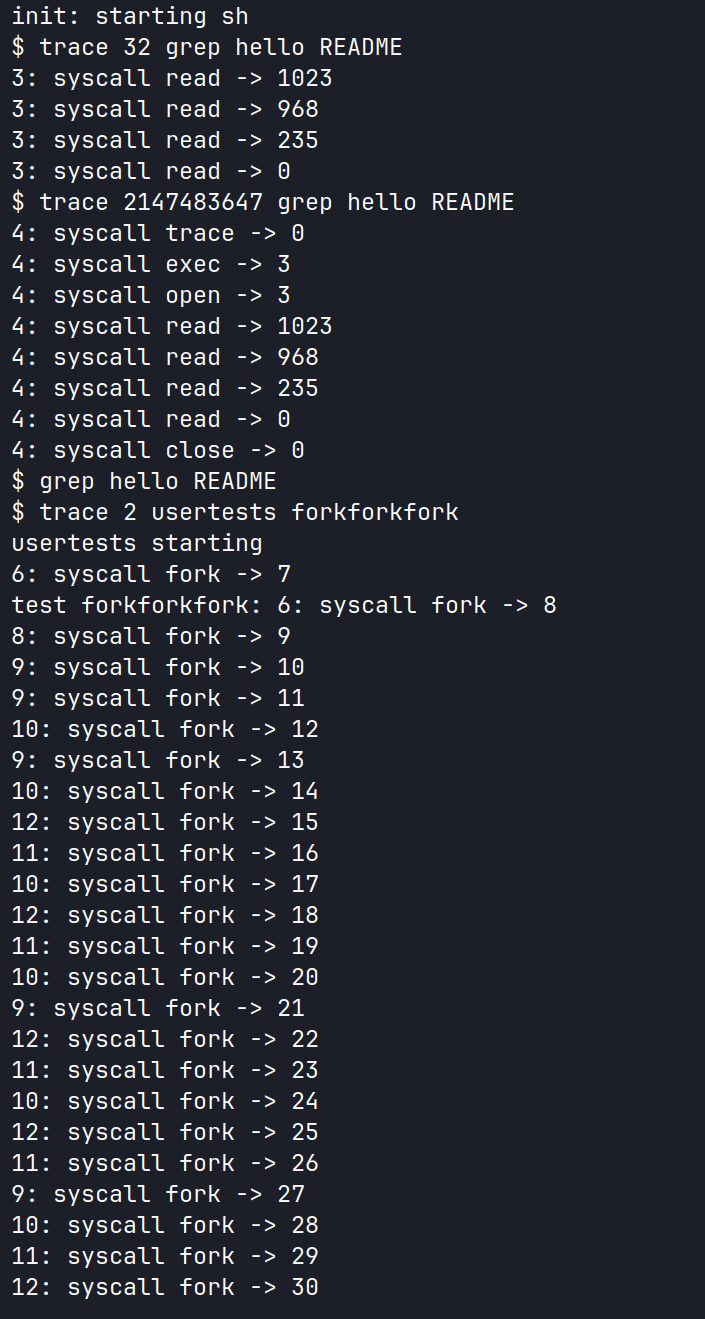 init: starting sh
$ trace 32 grep hello README
3: syscall read -> 1023
3: syscall read -> 968
3: syscall read -> 235
3: syscall read -> 0
$ trace 2147483647 grep hello README
4: syscall trace -> 0
4: syscall exec -> 3
4: syscall open -> 3
4: syscall read -> 1023
4: syscall read -> 968
4: syscall read -> 235
4: syscall read -> 0
4: syscall close -> 0
$ grep hello README
$ trace 2 usertests forkforkfork
usertests starting
6: syscall fork -> 7
test forkforkfork: 6: syscall fork -> 8
8: syscall fork -> 9
9: syscall fork -> 10
9: syscall fork -> 11
10: syscall fork -> 12
9: syscall fork -> 13
10: syscall fork -> 14
12: syscall fork -> 15
11: syscall fork -> 16
10: syscall fork -> 17
12: syscall fork -> 18
11: syscall fork -> 19
10: syscall fork -> 20
9: syscall fork -> 21
12: syscall fork -> 22
11: syscall fork -> 23
10: syscall fork -> 24
12: syscall fork -> 25
11: syscall fork -> 26
9: syscall fork -> 27
10: syscall fork -> 28
11: syscall fork -> 29
12: syscall fork -> 30